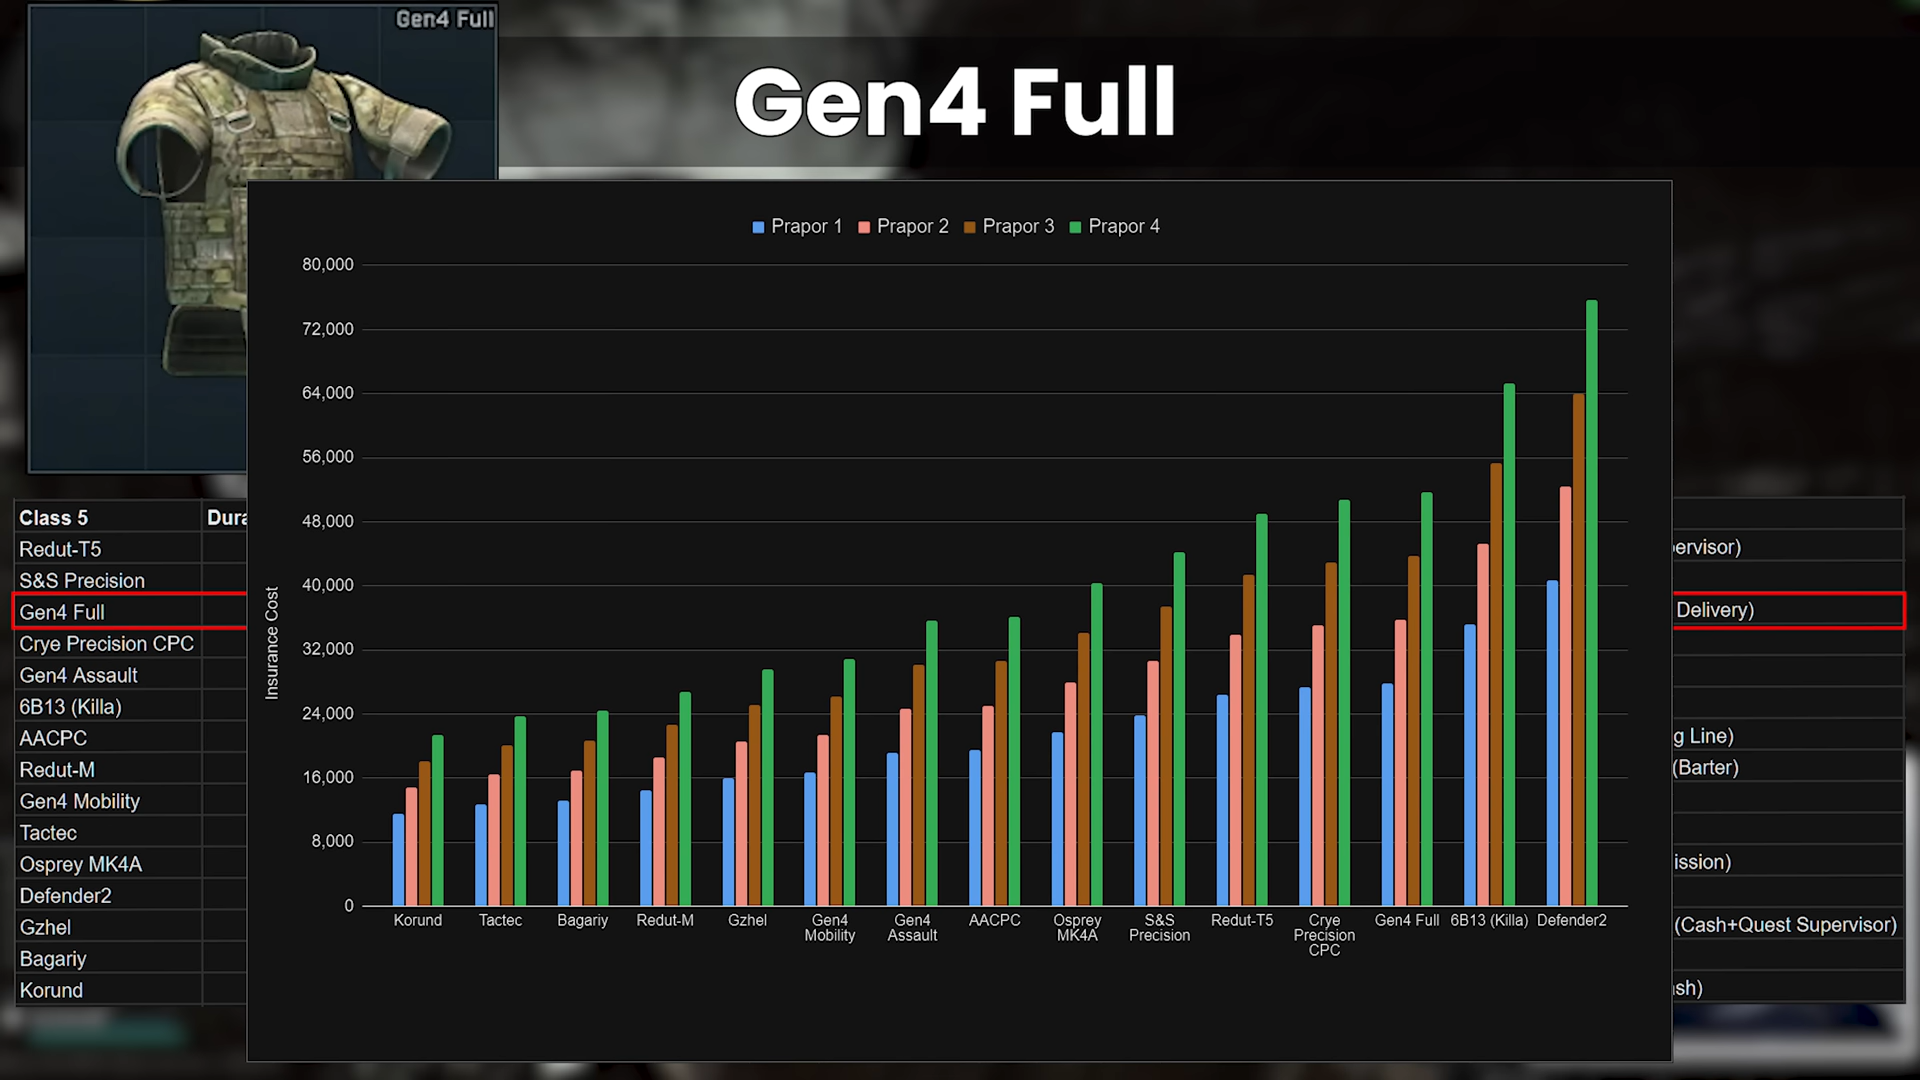 Gen4 Full
Gen4 Full
Prapor 1 Prapor 2 Prapor 3 Prapor 4
80,000
72,000
64,000
56,000
48,000
40,000
32,000
24,000
16,000
8,000
0
Insurance Cost
Korund
Tactec
Bagariy
Redut-M
Gzhel
Gen4
Mobility
Gen4
Assault
AACPC
Osprey
MK4A
S&S
Precision
Redut-T5
Crye
Precision
CPC
Gen4 Full
6B13 (Killa)
Defender2
Class 5
Redut-T5
S&S Precision
Gen4 Full
Crye Precision CPC
Gen4 Assault
6B13 (Killa)
AACPC
Redut-M
Gen4 Mobility
Tactec
Osprey MK4A
Defender2
Gzhel
Bagariy
Korund
Delivery)
Line)
(Barter)
(Cash+Quest Supervisor)